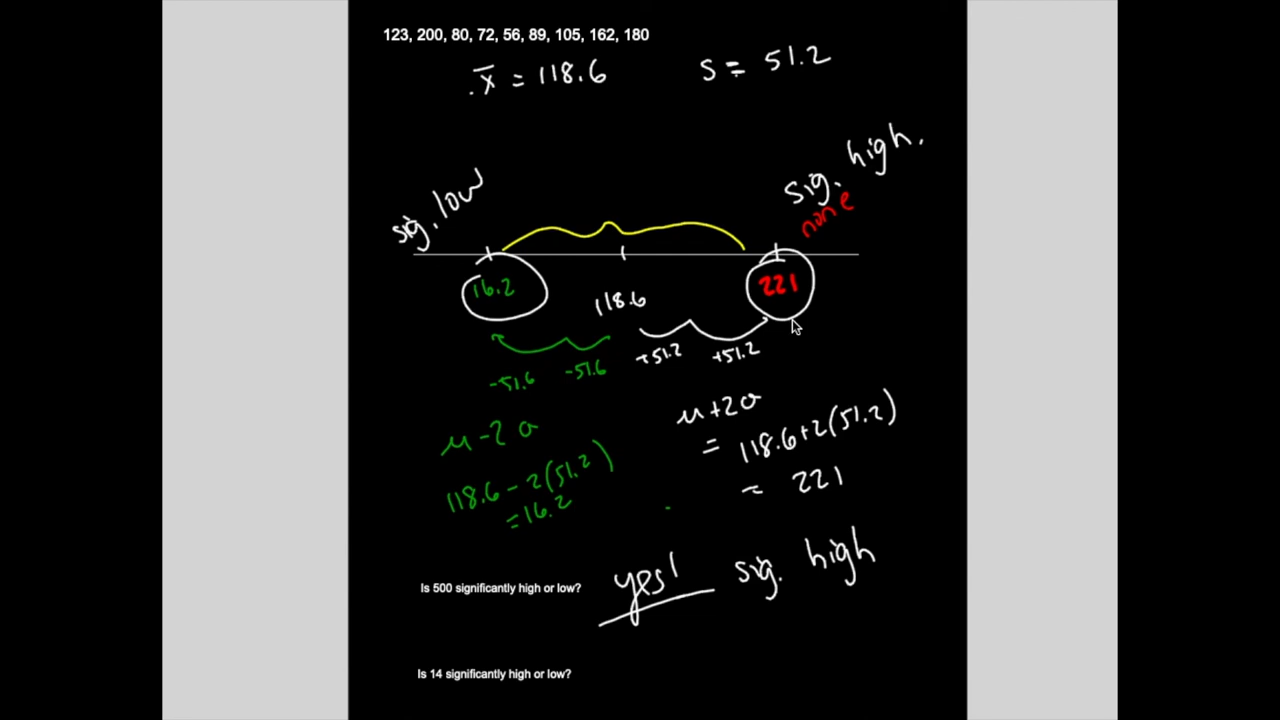 123, 200, 80, 72, 56, 89, 105, 162, 180
x̄ = 118.6
S = 51.2
sig. low
sig. high.
none
16.2
118.6
221
-51.6 -51.6
+51.2 +51.2
μ-2σ
118.6 - 2(51.2)
=16.2
μ+2σ
= 118.6+2(51.2)
= 221
Is 500 significantly high or low?
yes! sig. high
Is 14 significantly high or low?